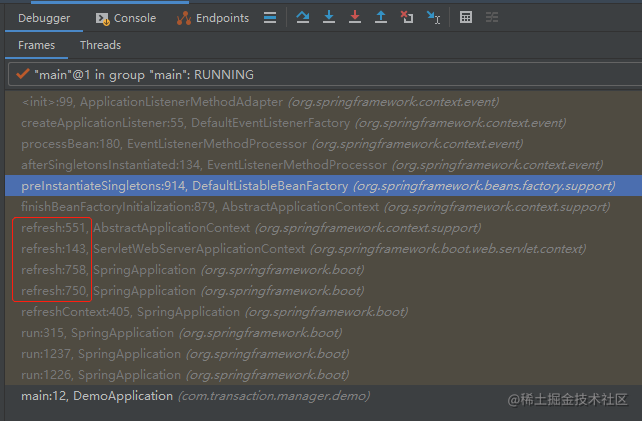 Debugger Console Endpoints
Frames Threads
"main"@1 in group "main": RUNNING
<init>:99, ApplicationListenerMethodAdapter (org.springframework.context.event)
createApplicationListener:55, DefaultEventListenerFactory (org.springframework.context.event)
processBean:180, EventListenerMethodProcessor (org.springframework.context.event)
afterSingletonsInstantiated:134, EventListenerMethodProcessor (org.springframework.context.event)
preInstantiateSingletons:914, DefaultListableBeanFactory (org.springframework.beans.factory.support)
finishBeanFactoryInitialization:879, AbstractApplicationContext (org.springframework.context.support)
refresh:551, AbstractApplicationContext (org.springframework.context.support)
refresh:143, ServletWebServerApplicationContext (org.springframework.boot.web.servlet.context)
refresh:758, SpringApplication (org.springframework.boot)
refresh:750, SpringApplication (org.springframework.boot)
refreshContext:405, SpringApplication (org.springframework.boot)
run:315, SpringApplication (org.springframework.boot)
run:1237, SpringApplication (org.springframework.boot)
run:1226, SpringApplication (org.springframework.boot)
main:12, DemoApplication (com.transaction.manager.demo)
@稀土掘金技术社区